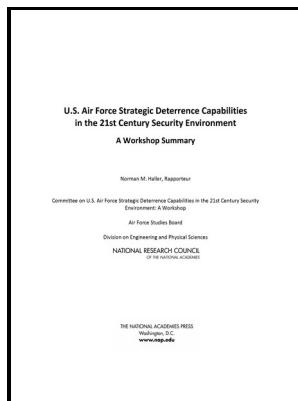 U.S. Air Force Strategic Deterrence Capabilities
in the 21st Century Security Environment
A Workshop Summary
Norman M. Haller, Rapporteur
Committee on U.S. Air Force Strategic Deterrence Capabilities in the 21st Century Security
Environment: A Workshop
Air Force Studies Board
Division on Engineering and Physical Sciences
NATIONAL RESEARCH COUNCIL
OF THE NATIONAL ACADEMIES
THE NATIONAL ACADEMIES PRESS
Washington, D.C.
www.nap.edu